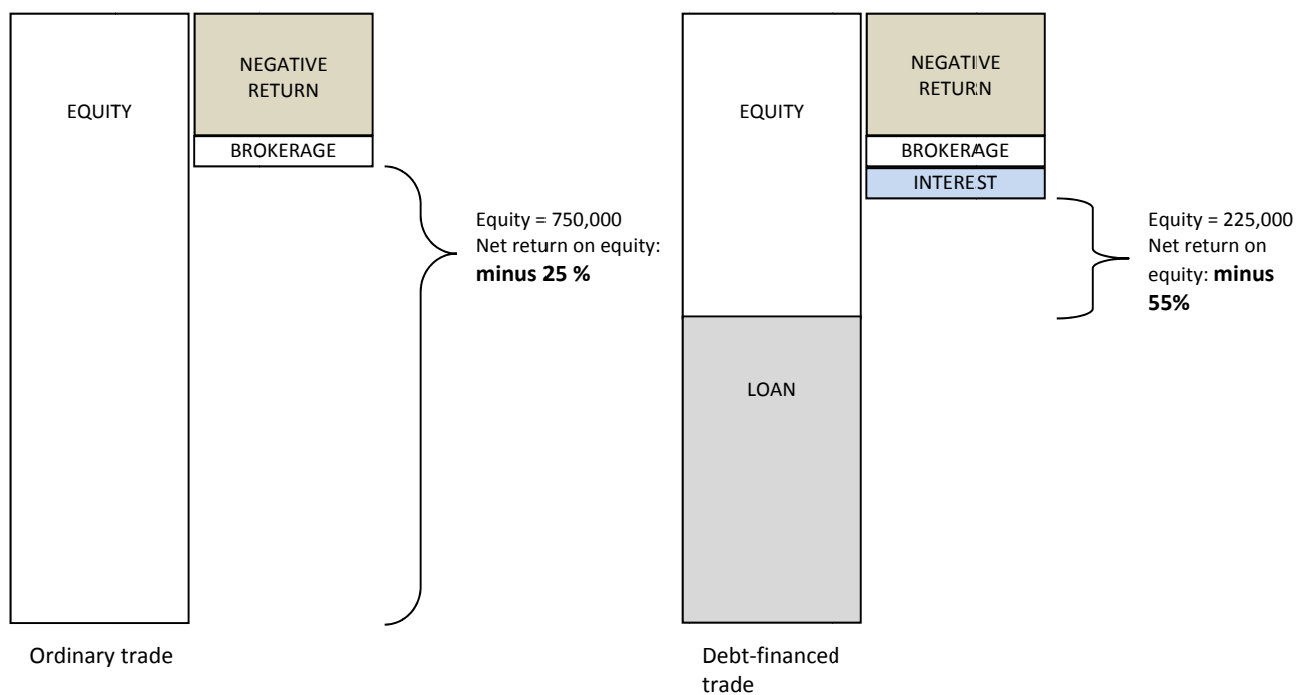 EQUITY
NEGATIVE
RETURN
BROKERAGE
Equity = 750,000
Net return on equity:
minus 25 %
Ordinary trade
EQUITY
NEGATIVE
RETURN
BROKERAGE
INTEREST
Equity = 225,000
Net return on
equity: minus
55%
LOAN
Debt-financed
trade